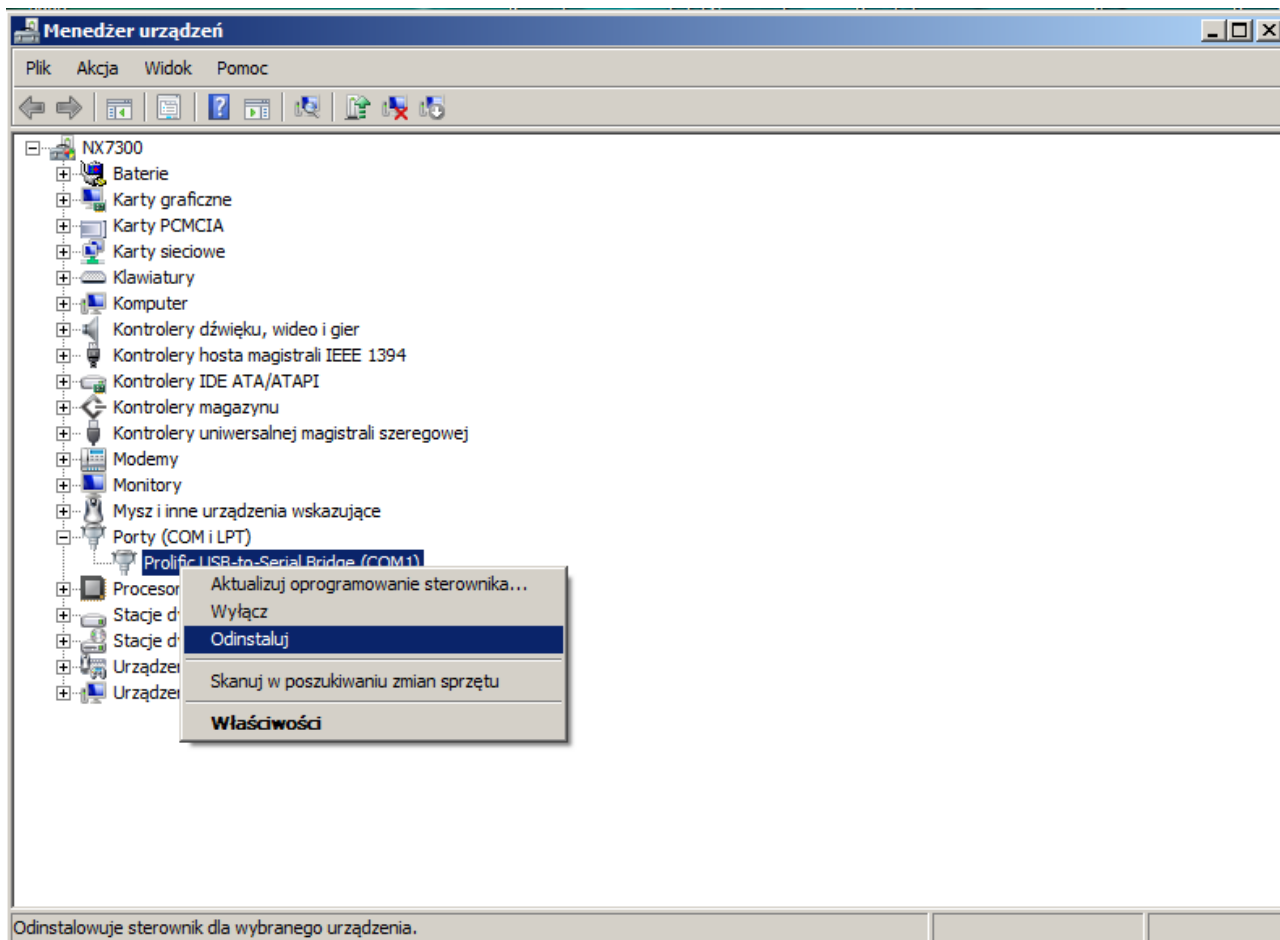 Menedżer urządzeń
Plik Akcja Widok Pomoc
NX7300
Baterie
Karty graficzne
Karty PCMCIA
Karty sieciowe
Klawiatury
Komputer
Kontrolery dźwięku, wideo i gier
Kontrolery hosta magistrali IEEE 1394
Kontrolery IDE ATA/ATAPI
Kontrolery magazynu
Kontrolery uniwersalnej magistrali szeregowej
Modemy
Monitory
Mysz i inne urządzenia wskazujące
Porty (COM i LPT)
Prolific USB-to-Serial Bridge (COM1)
Procesor
Aktualizuj oprogramowanie sterownika...
Stacje d
Wyłącz
Stacje d
Odinstaluj
Urządzer
Skanuj w poszukiwaniu zmian sprzętu
Urządzer
Właściwości
Odinstalowuje sterownik dla wybranego urządzenia.